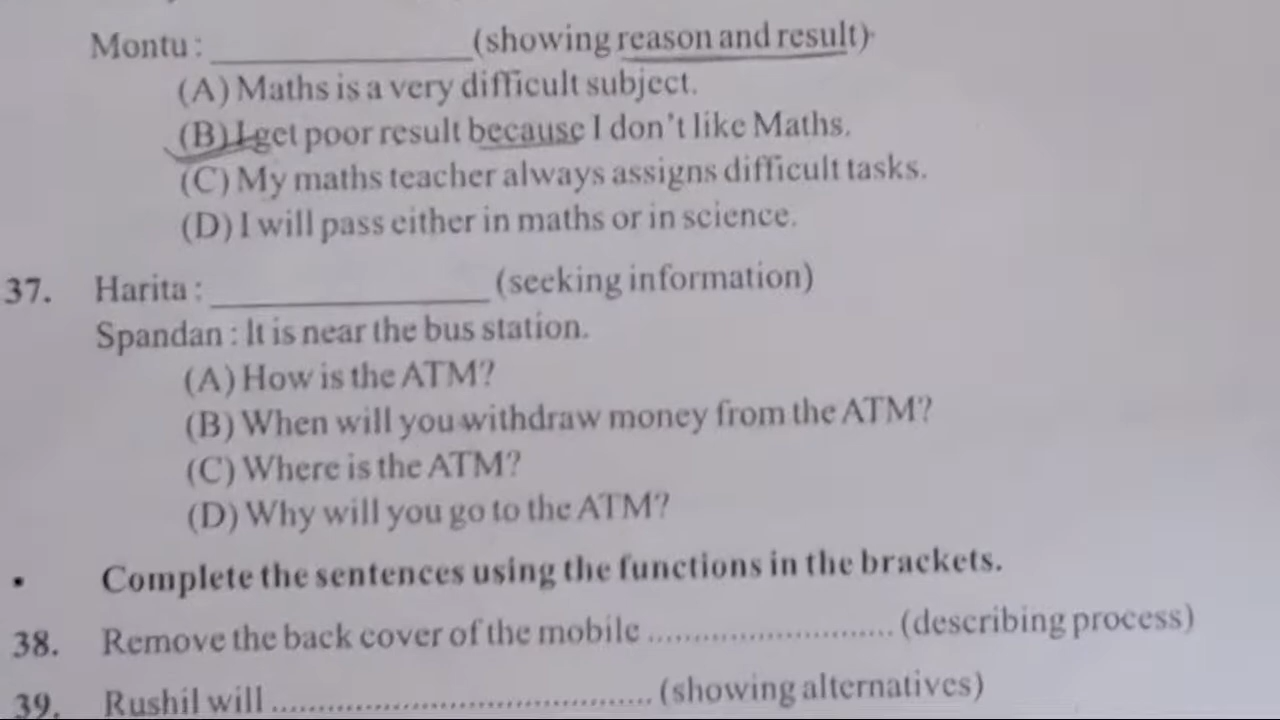 Montu : ______________ (showing reason and result)
(A) Maths is a very difficult subject.
(B) I get poor result because I don't like Maths.
(C) My maths teacher always assigns difficult tasks.
(D) I will pass either in maths or in science.
37. Harita : ______________ (seeking information)
Spandan : It is near the bus station.
(A) How is the ATM?
(B) When will you withdraw money from the ATM?
(C) Where is the ATM?
(D) Why will you go to the ATM?
• Complete the sentences using the functions in the brackets.
38. Remove the back cover of the mobile ........................... (describing process)
39. Rushil will .......................................... (showing alternatives)